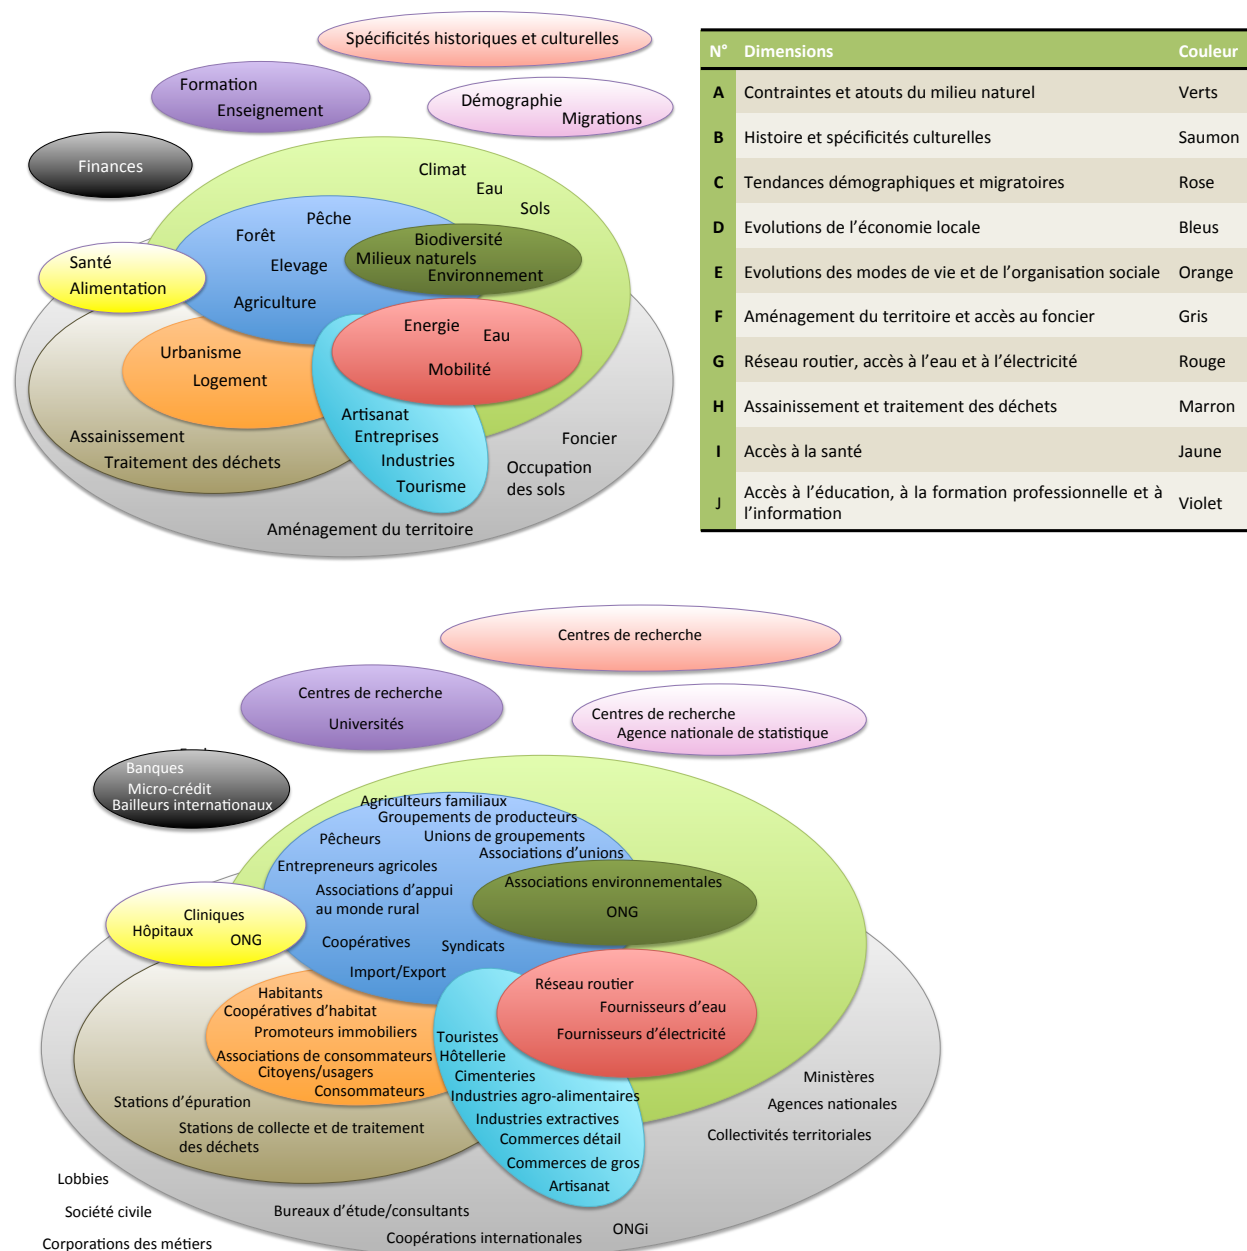 Spécificités historiques et culturelles
Formation
Enseignement
Démographie
Migrations
Finances
Climat
Eau
Sols
Pêche
Forêt
Elevage
Agriculture
Biodiversité
Milieux naturels
Environnement
Santé
Alimentation
Energie
Eau
Mobilité
Urbanisme
Logement
Artisanat
Entreprises
Industries
Tourisme
Assainissement
Traitement des déchets
Foncier
Occupation
des sols
Aménagement du territoire
N° Dimensions Couleur
A Contraintes et atouts du milieu naturel Verts
B Histoire et spécificités culturelles Saumon
C Tendances démographiques et migratoires Rose
D Evolutions de l’économie locale Bleus
E Evolutions des modes de vie et de l’organisation sociale Orange
F Aménagement du territoire et accès au foncier Gris
G Réseau routier, accès à l’eau et à l’électricité Rouge
H Assainissement et traitement des déchets Marron
I Accès à la santé Jaune
J Accès à l’éducation, à la formation professionnelle et à
l’information Violet
Centres de recherche
Centres de recherche
Universités
Centres de recherche
Agence nationale de statistique
Banques
Micro-crédit
Bailleurs internationaux
Agriculteurs familiaux
Groupements de producteurs
Pêcheurs
Unions de groupements
Associations d’unions
Entrepreneurs agricoles
Associations d’appui
au monde rural
Coopératives
Syndicats
Import/Export
Associations environnementales
ONG
Cliniques
Hôpitaux
ONG
Réseau routier
Fournisseurs d’eau
Fournisseurs d’électricité
Habitants
Coopératives d’habitat
Promoteurs immobiliers
Associations de consommateurs
Citoyens/usagers
Consommateurs
Touristes
Hôtellerie
Cimenteries
Industries agro-alimentaires
Industries extractives
Commerces détail
Commerces de gros
Artisanat
Stations d’épuration
Stations de collecte et de traitement
des déchets
Ministères
Agences nationales
Collectivités territoriales
Lobbies
Société civile
Corporations des métiers
Bureaux d’étude/consultants
Coopérations internationales
ONGi